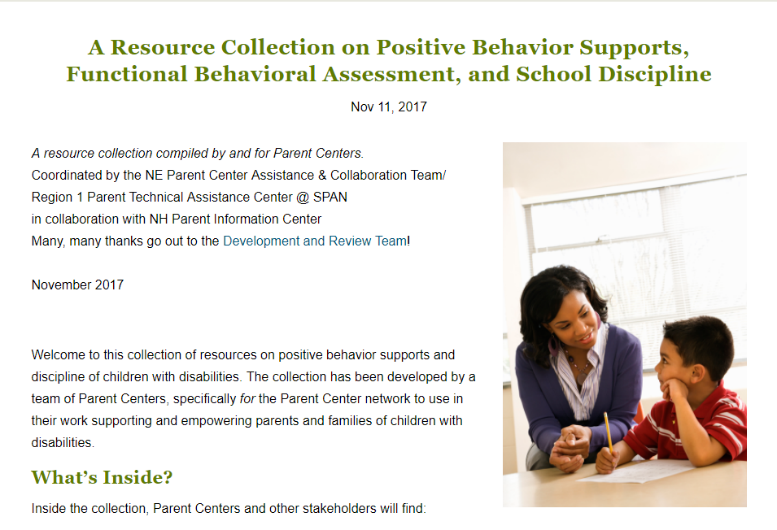 A Resource Collection on Positive Behavior Supports,
Functional Behavioral Assessment, and School Discipline
Nov 11, 2017
A resource collection compiled by and for Parent Centers.
Coordinated by the NE Parent Center Assistance & Collaboration Team/
Region 1 Parent Technical Assistance Center @ SPAN
in collaboration with NH Parent Information Center
Many, many thanks go out to the Development and Review Team!
November 2017
Welcome to this collection of resources on positive behavior supports and
discipline of children with disabilities. The collection has been developed by a
team of Parent Centers, specifically for the Parent Center network to use in
their work supporting and empowering parents and families of children with
disabilities.
What's Inside?
Inside the collection, Parent Centers and other stakeholders will find: